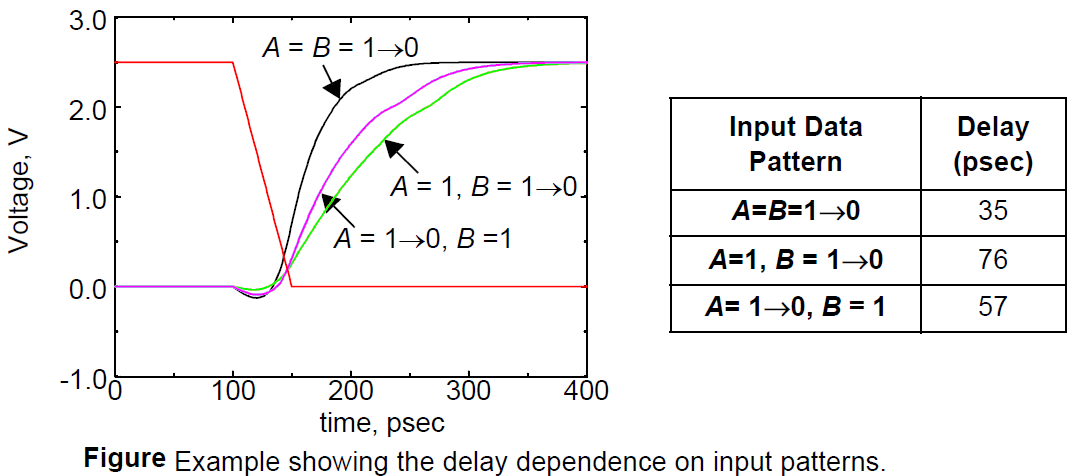 3.0
2.0
1.0
0.0
-1.0
Voltage, V
A = B = 1→0
A = 1, B = 1→0
A = 1→0, B =1
0
100
200
300
400
time, psec
Input Data Pattern
Delay (psec)
A=B=1→0
35
A=1, B = 1→0
76
A= 1→0, B = 1
57
Figure Example showing the delay dependence on input patterns.